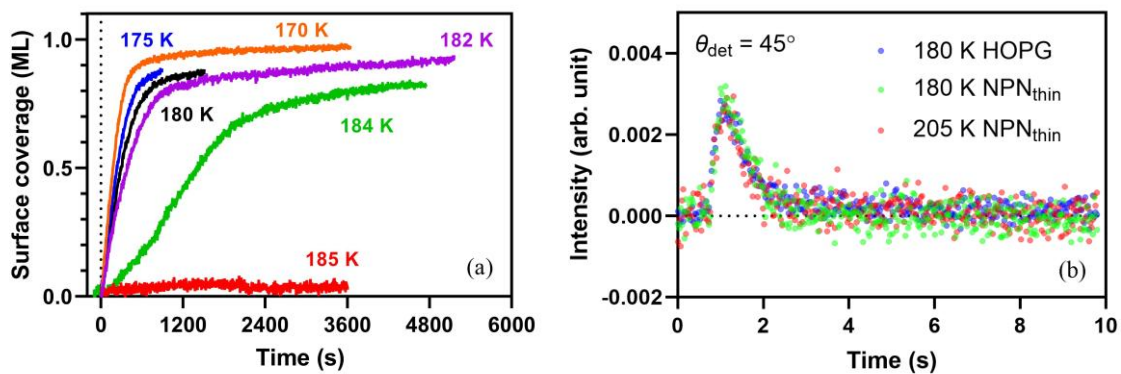 Surface coverage (ML)
1.0
0.5
0.0
175 K
170 K
182 K
180 K
184 K
185 K
(a)
0 1200 2400 3600 4800 6000
Time (s)
Intensity (arb. unit)
0.004
0.002
0.000
-0.002
θdet = 45°
180 K HOPG
180 K NPNthin
205 K NPNthin
(b)
0 2 4 6 8 10
Time (s)